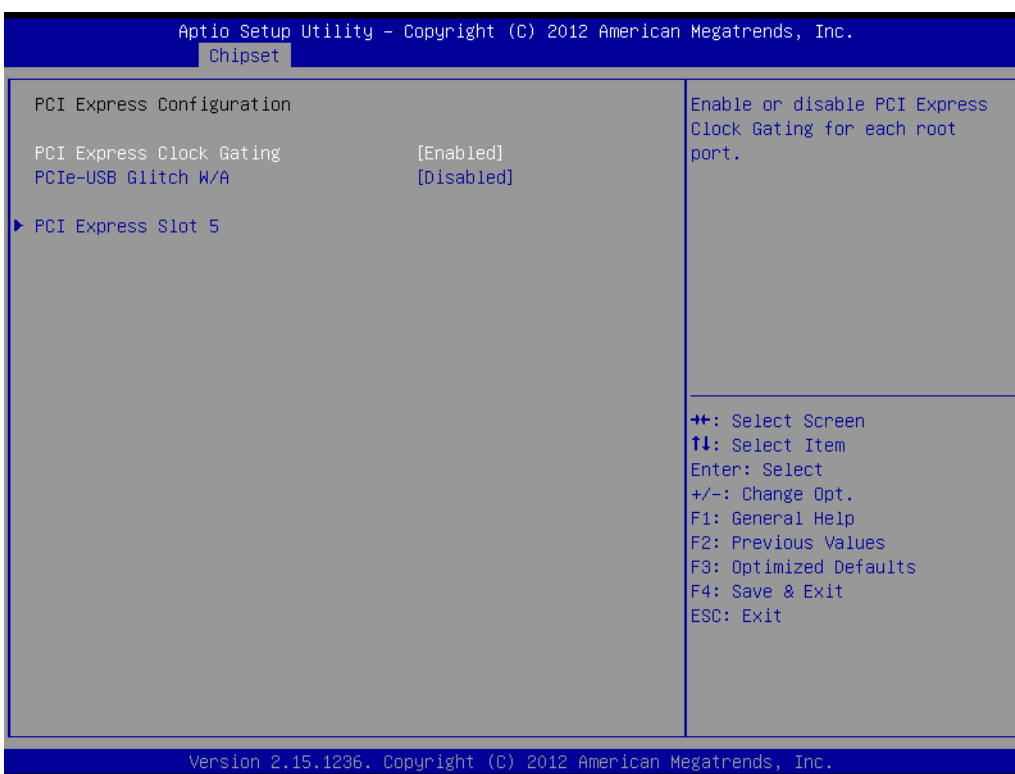 Aptio Setup Utility – Copyright (C) 2012 American Megatrends, Inc.
Chipset
PCI Express Configuration
PCI Express Clock Gating [Enabled]
PCIe-USB Glitch W/A [Disabled]
PCI Express Slot 5
Enable or disable PCI Express
Clock Gating for each root
port.
→←: Select Screen
↑↓: Select Item
Enter: Select
+/-: Change Opt.
F1: General Help
F2: Previous Values
F3: Optimized Defaults
F4: Save & Exit
ESC: Exit
Version 2.15.1236. Copyright (C) 2012 American Megatrends, Inc.